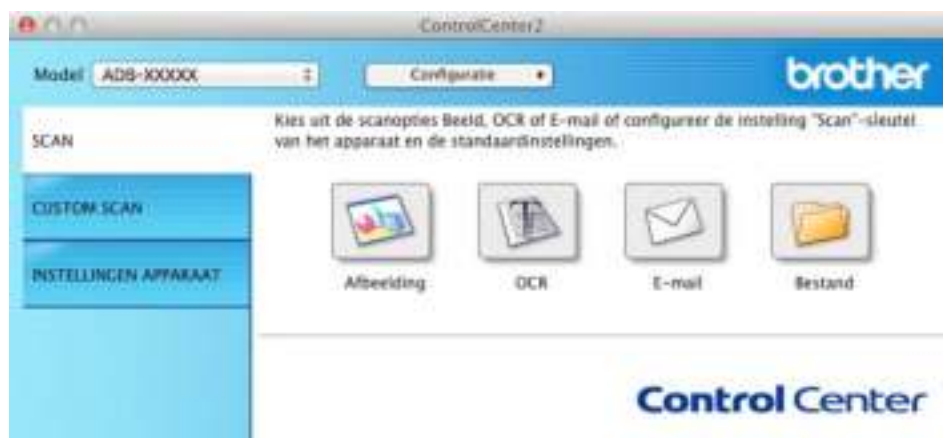 ControlCenter2
Model ADS-XXXXX Configuratie brother
SCAN
Kies uit de scanopties Beeld, OCR of E-mail of configureer de instelling "Scan"-sleutel
van het apparaat en de standaardinstellingen.
CUSTOM SCAN
INSTELLINGEN APPARAAT
Afbeelding OCR E-mail Bestand
Control Center